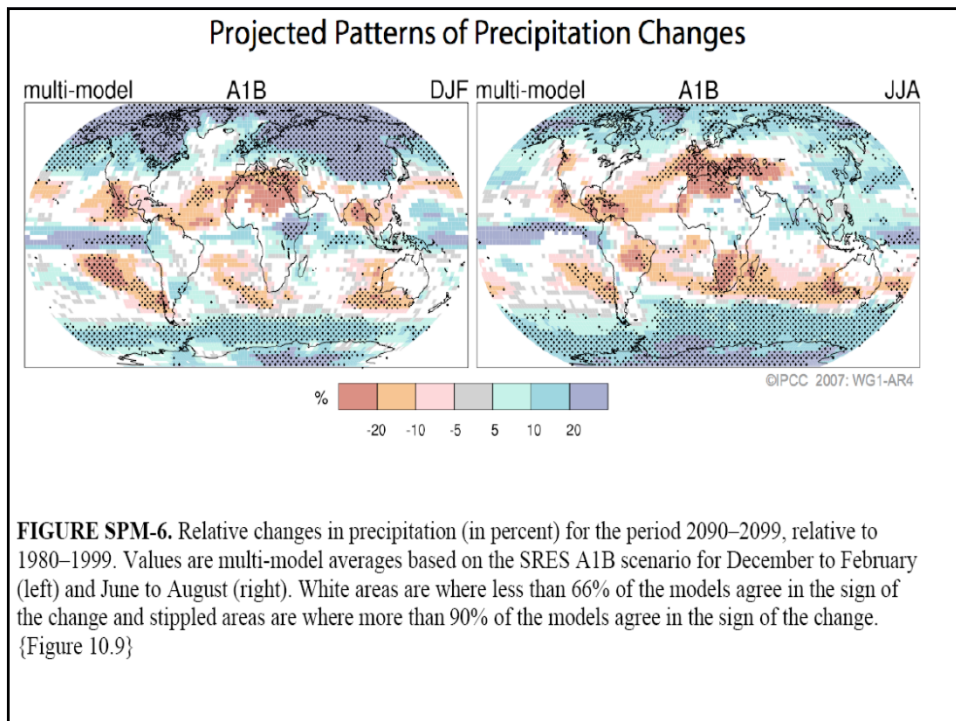 Projected Patterns of Precipitation Changes
multi-model A1B DJF
multi-model A1B JJA
©IPCC 2007: WG1-AR4
%
-20 -10 -5 5 10 20
FIGURE SPM-6. Relative changes in precipitation (in percent) for the period 2090–2099, relative to
1980–1999. Values are multi-model averages based on the SRES A1B scenario for December to February
(left) and June to August (right). White areas are where less than 66% of the models agree in the sign of
the change and stippled areas are where more than 90% of the models agree in the sign of the change.
{Figure 10.9}